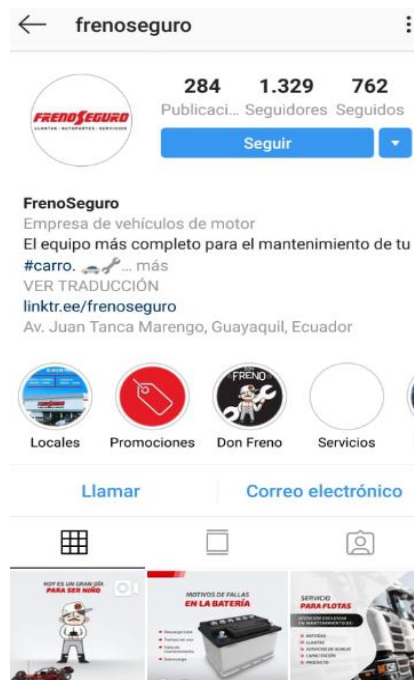 frenoseguro
FRENOSEGURO
LLANTAS - AUTOPARTES - SERVICIOS
284 1.329 762
Publicaci... Seguidores Seguidos
Seguir
FrenoSeguro
Empresa de vehículos de motor
El equipo más completo para el mantenimiento de tu
#carro. 🚗🔧... más
VER TRADUCCIÓN
linktr.ee/frenoseguro
Av. Juan Tanca Marengo, Guayaquil, Ecuador
FRENO
Locales Promociones Don Freno Servicios
Llamar Correo electrónico
HOY ES UN GRAN DÍA
PARA SER NIÑO
MOTIVOS DE FALLAS
EN LA BATERÍA
SERVICIO
PARA FLOTAS